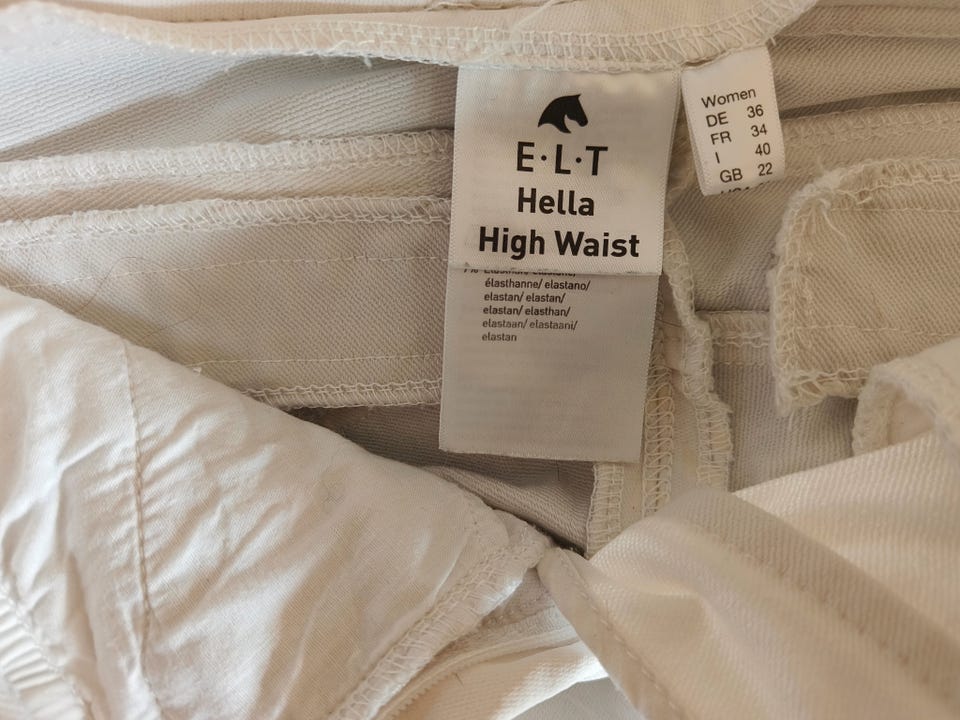 E·L·T
Hella
High Waist
élasthanne/ elastano/
elastan/ elastan/
elastan/ elasthan/
elastaan/ elastaani/
elastan
Women
DE 36
FR 34
I 40
GB 22